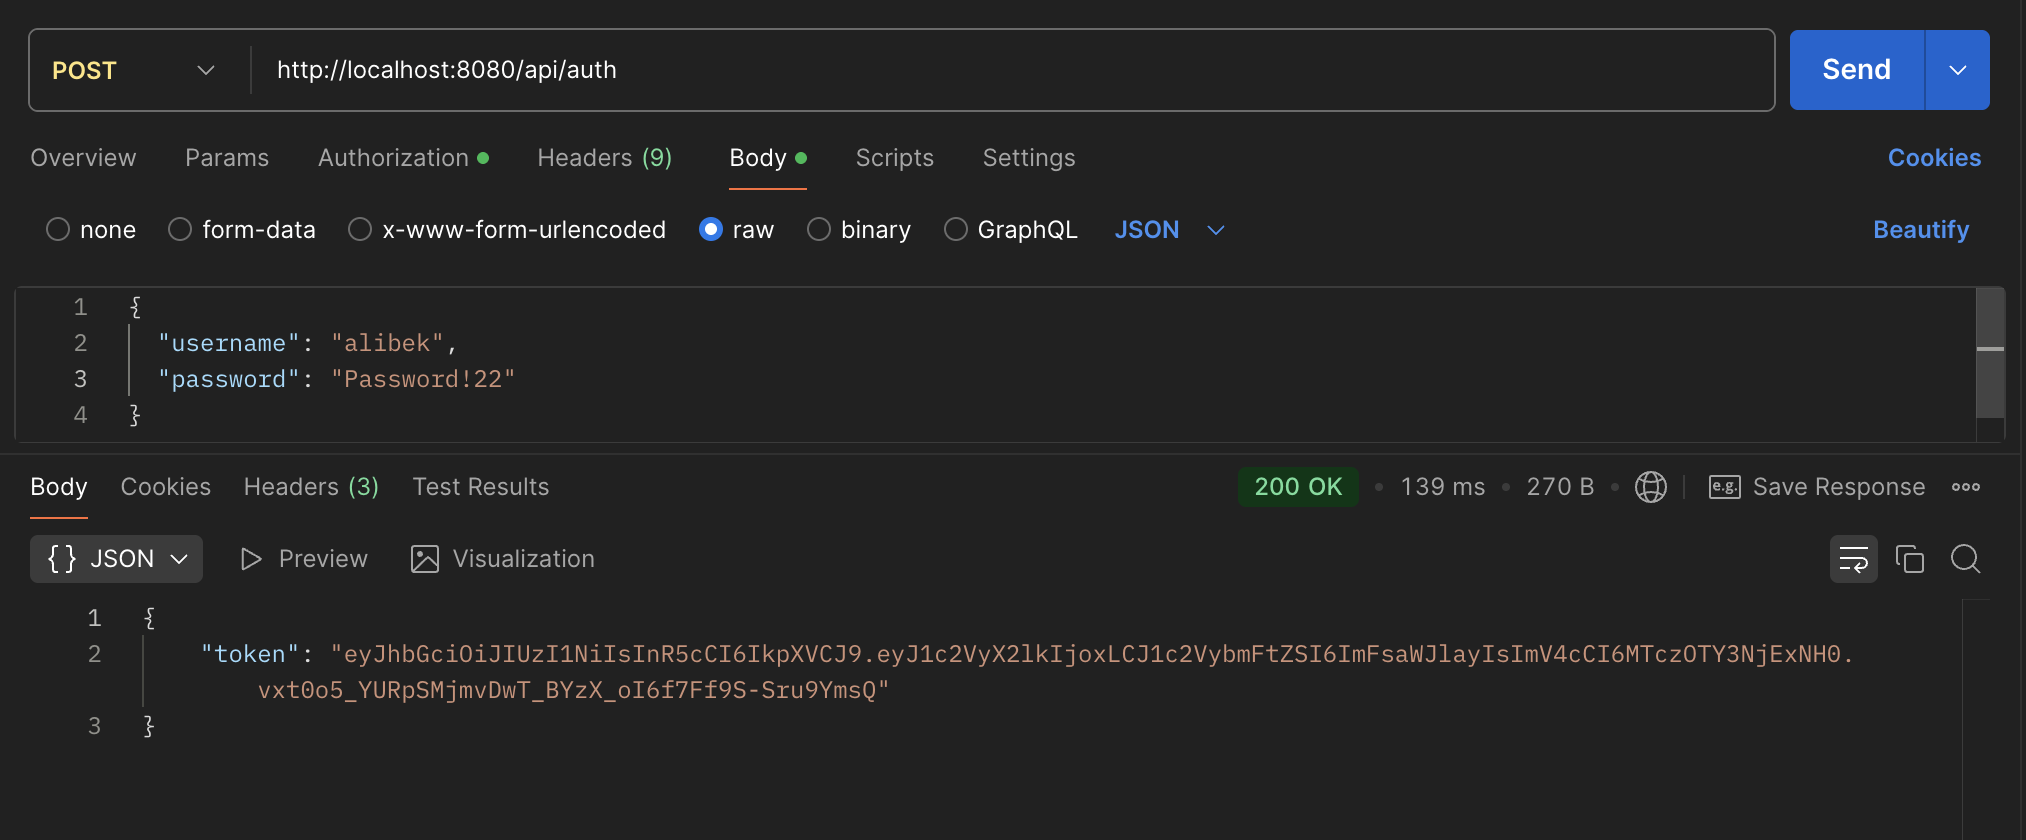 POST http://localhost:8080/api/auth Send
Overview Params Authorization Headers (9) Body Scripts Settings Cookies
none form-data x-www-form-urlencoded raw binary GraphQL JSON Beautify
1 {
2 "username": "alibek",
3 "password": "Password!22"
4 }
Body Cookies Headers (3) Test Results 200 OK • 139 ms • 270 B • e.g. Save Response
{} JSON Preview Visualization
1 {
2 "token": "eyJhbGciOiJIUzI1NiIsInR5cCI6IkpXVCJ9.eyJ1c2VyX2lkIjoxLCJ1c2VybmFtZSI6ImFsaWJlayIsImV4cCI6MTczOTY3NjExNH0.
vxt0o5_YURpSMjmvDwT_BYzX_oI6f7Ff9S-Sru9YmsQ"
3 }